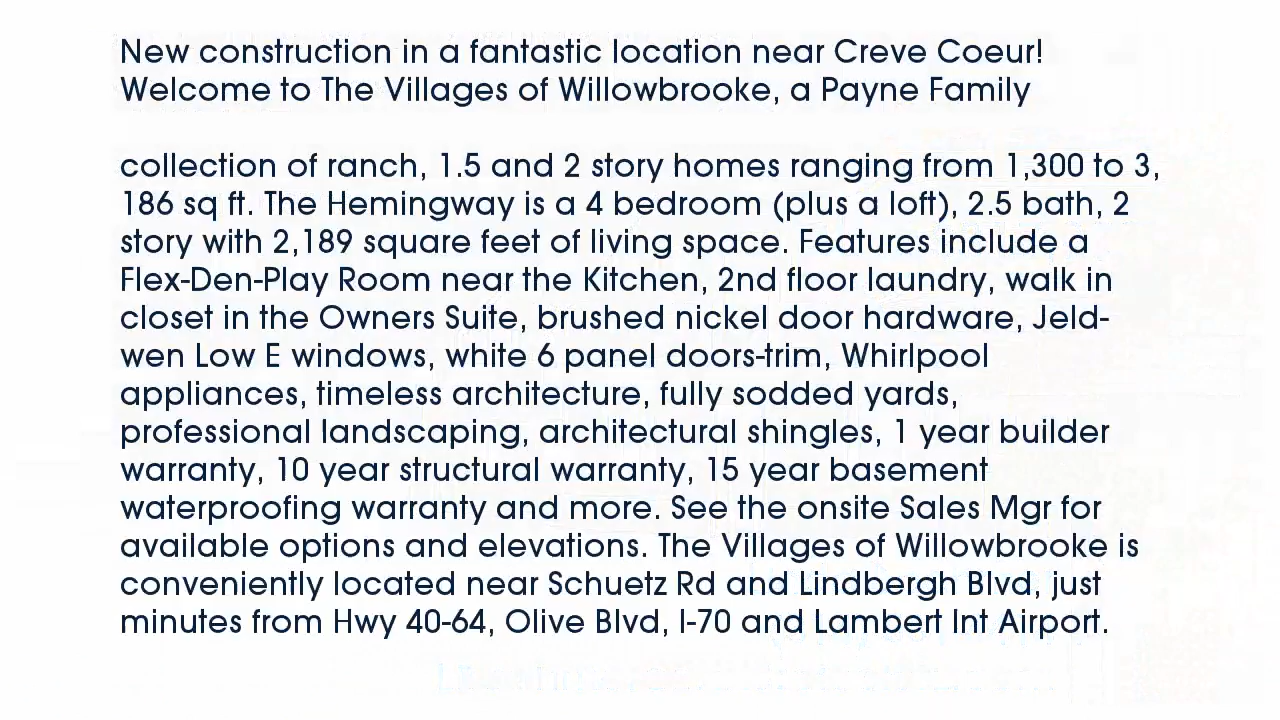 New construction in a fantastic location near Creve Coeur!
Welcome to The Villages of Willowbrooke, a Payne Family
collection of ranch, 1.5 and 2 story homes ranging from 1,300 to 3,
186 sq ft. The Hemingway is a 4 bedroom (plus a loft), 2.5 bath, 2
story with 2,189 square feet of living space. Features include a
Flex-Den-Play Room near the Kitchen, 2nd floor laundry, walk in
closet in the Owners Suite, brushed nickel door hardware, Jeld-
wen Low E windows, white 6 panel doors-trim, Whirlpool
appliances, timeless architecture, fully sodded yards,
professional landscaping, architectural shingles, 1 year builder
warranty, 10 year structural warranty, 15 year basement
waterproofing warranty and more. See the onsite Sales Mgr for
available options and elevations. The Villages of Willowbrooke is
conveniently located near Schuetz Rd and Lindbergh Blvd, just
minutes from Hwy 40-64, Olive Blvd, I-70 and Lambert Int Airport.